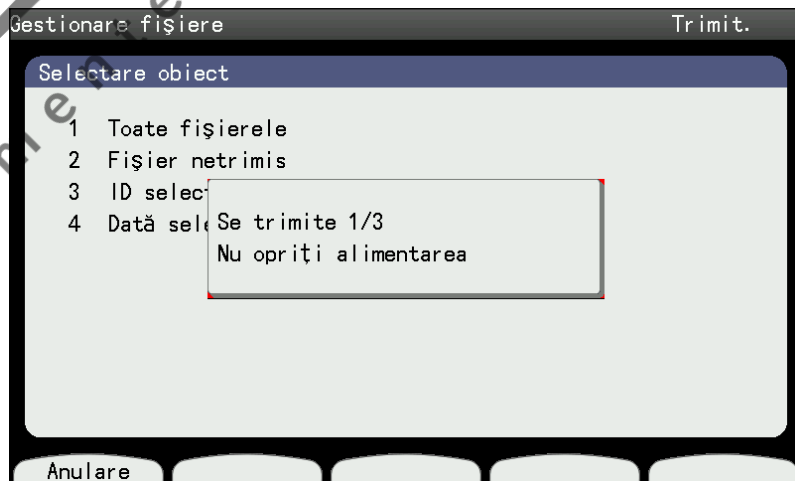 Gestionare fişiere
Trimit.
Selectare obiect
1 Toate fişierele
2 Fişier netrimis
3 ID selec
4 Dată sele
Se trimite 1/3
Nu opriţi alimentarea
Anulare